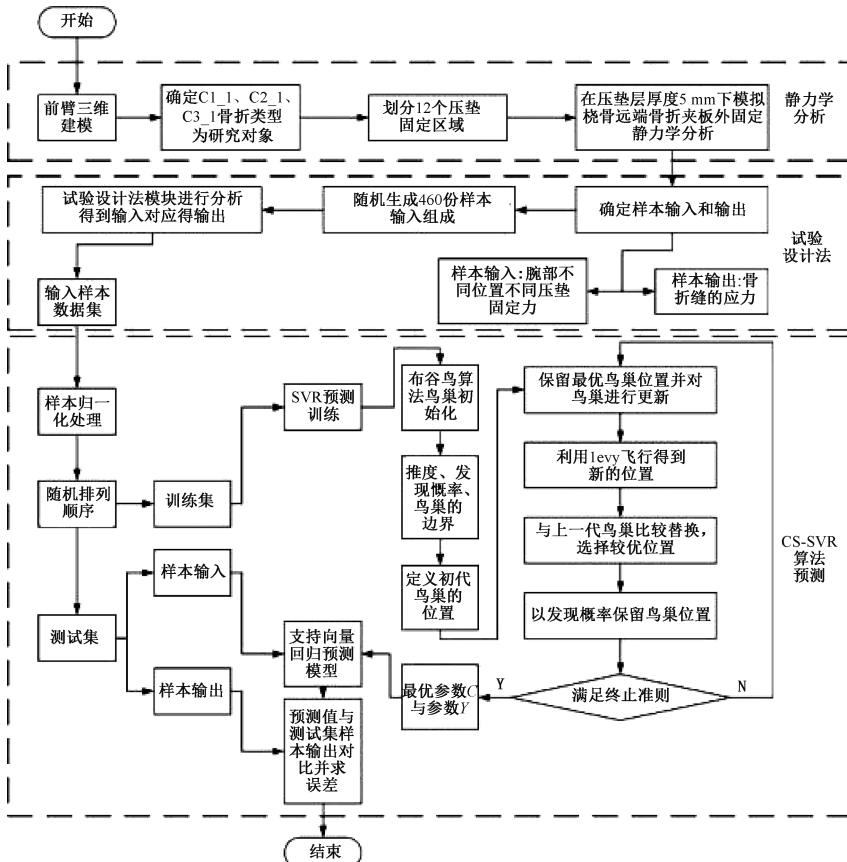 开始
前臂三维
建模
确定C1_1、C2_1、
C3_1骨折类型
为研究对象
划分12个压垫
固定区域
在压垫层厚度5 mm下模拟
桡骨远端骨折夹板外固定
静力学分析
静力学
分析
试验设计法模块进行分析
得到输入对应得输出
随机生成460份样本
输入组成
确定样本输入和输出
试验
设计法
输入样本
数据集
样本输入:腕部不
同位置不同压垫
固定力
样本输出:骨
折缝的应力
样本归一
化处理
SVR预测
训练
布谷鸟算
法鸟巢初
始化
保留最优鸟巢位置并对
鸟巢进行更新
随机排列
顺序
训练集
推度、发
现慨率、
鸟巢的
边界
利用1evy飞行得到
新的位置
与上一代鸟巢比较替换,
选择较优位置
CS-SVR
算法
预测
测试集
样本输入
定义初代
鸟巢的
位置
以发现概率保留鸟巢位置
支持向量
回归预测
模型
样本输出
最优参数C
与参数Y
Y
满足终止准则
N
预测值与
测试集样
本输出对
比并求
误差
结束